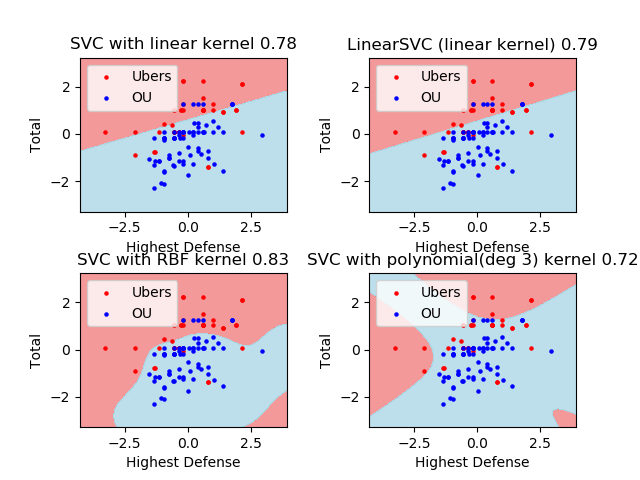 SVC with linear kernel 0.78
LinearSVC (linear kernel) 0.79
Ubers
OU
Ubers
OU
Total
2
0
−2
Total
2
0
−2
−2.5
0.0
2.5
−2.5
0.0
2.5
Highest Defense
Highest Defense
SVC with RBF kernel 0.83
SVC with polynomial(deg 3) kernel 0.72
Ubers
OU
Ubers
OU
Total
2
0
−2
Total
2
0
−2
−2.5
0.0
2.5
−2.5
0.0
2.5
Highest Defense
Highest Defense